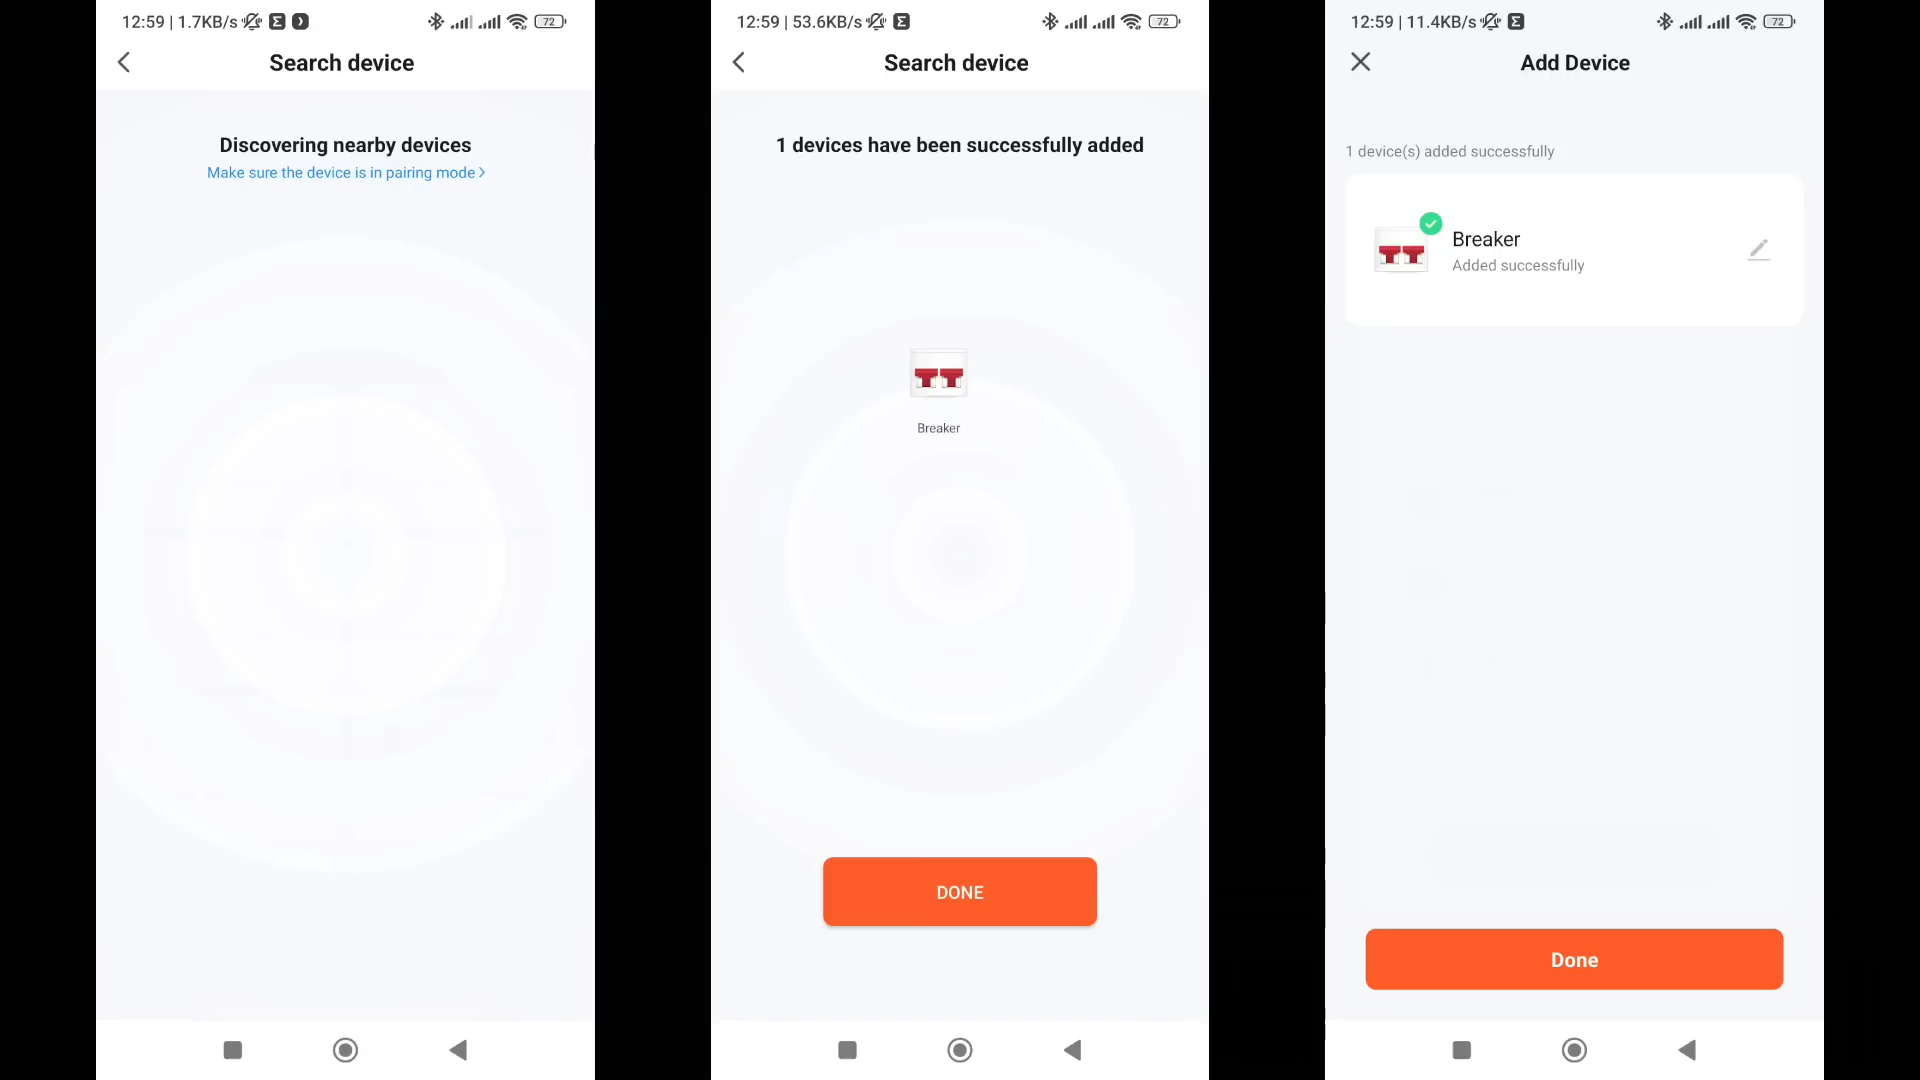 12:59 | 1.7KB/s
72
Search device
Discovering nearby devices
Make sure the device is in pairing mode >
12:59 | 53.6KB/s
72
Search device
1 devices have been successfully added
Breaker
DONE
12:59 | 11.4KB/s
72
Add Device
1 device(s) added successfully
Breaker
Added successfully
Done